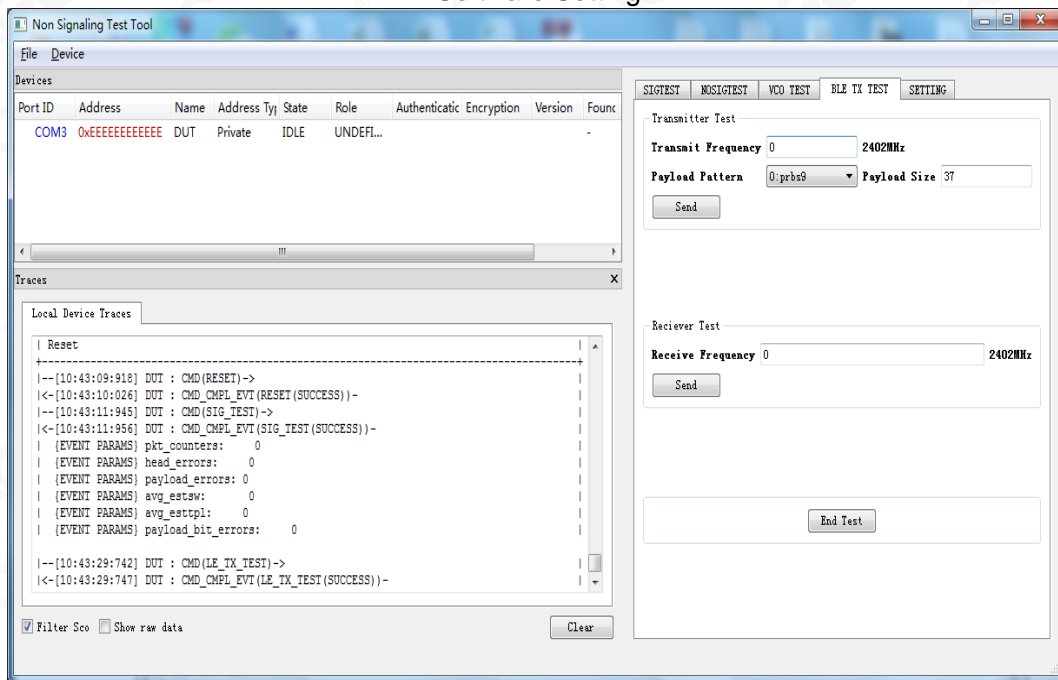 Software Setting
Non Signaling Test Tool
File Device
Devices
Port ID Address Name Address Typ State Role Authenticatic Encryption Version Founc
COM3 0xEEEEEEEEEEEE DUT Private IDLE UNDEFI... -
Traces X
Local Device Traces
| Reset |
+------------------------------------------------------------------------+
|--[10:43:09:918] DUT : CMD(RESET)-> |
|<-[10:43:10:026] DUT : CMD_CMPL_EVT(RESET(SUCCESS))- |
|--[10:43:11:945] DUT : CMD(SIG_TEST)-> |
|<-[10:43:11:956] DUT : CMD_CMPL_EVT(SIG_TEST(SUCCESS))- |
| {EVENT PARAMS} pkt_counters: 0 |
| {EVENT PARAMS} head_errors: 0 |
| {EVENT PARAMS} payload_errors: 0 |
| {EVENT PARAMS} avg_estsw: 0 |
| {EVENT PARAMS} avg_esttpl: 0 |
| {EVENT PARAMS} payload_bit_errors: 0 |
|--[10:43:29:742] DUT : CMD(LE_TX_TEST)-> |
|<-[10:43:29:747] DUT : CMD_CMPL_EVT(LE_TX_TEST(SUCCESS))- |
Filter Sco Show raw data Clear
SIGTEST NOSIGTEST VCO TEST BLE TX TEST SETTING
Transmitter Test
Transmit Frequency 0 2402MHz
Payload Pattern 0:prbs9 Payload Size 37
Send
Reciever Test
Receive Frequency 0 2402MHz
Send
End Test